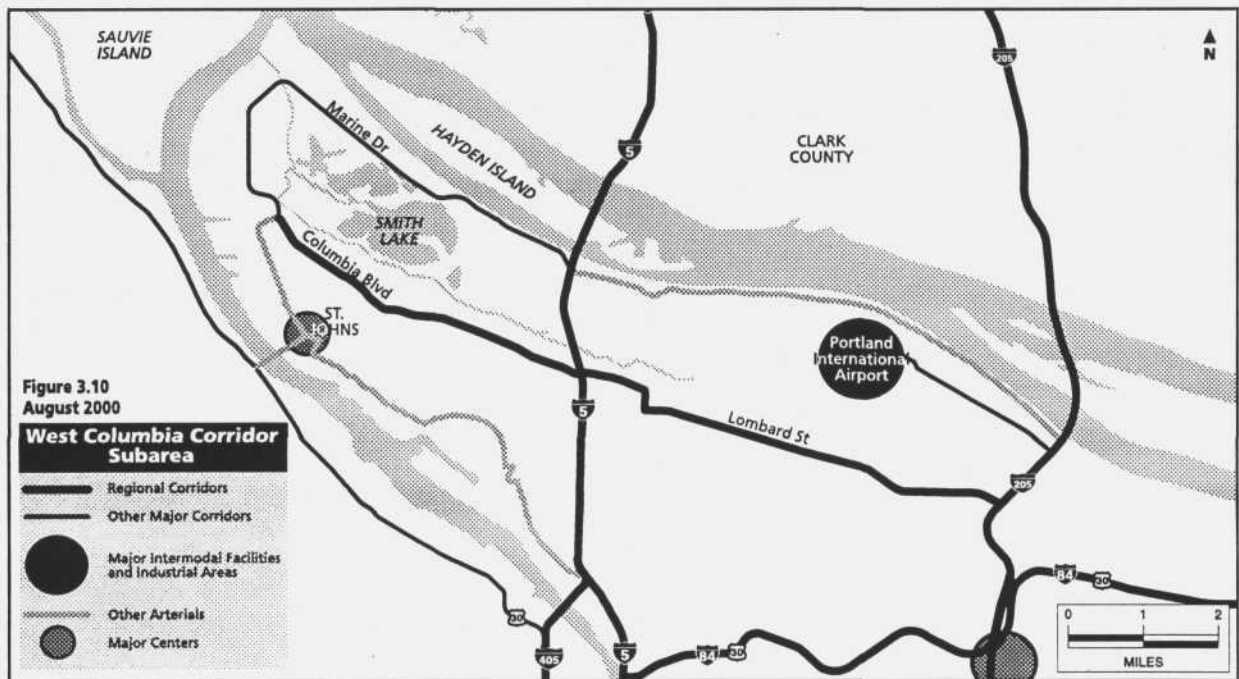 SAUVIE
ISLAND
N
205
Marine Dr
HAYDEN ISLAND
5
CLARK
COUNTY
SMITH
LAKE
Columbia Blvd
ST.
JOHNS
Portland
International
Airport
Lombard St
5
205
Figure 3.10
August 2000
West Columbia Corridor
Subarea
Regional Corridors
Other Major Corridors
Major Intermodal Facilities
and Industrial Areas
Other Arterials
Major Centers
30
405
5
84
30
84
30
0 1 2
MILES